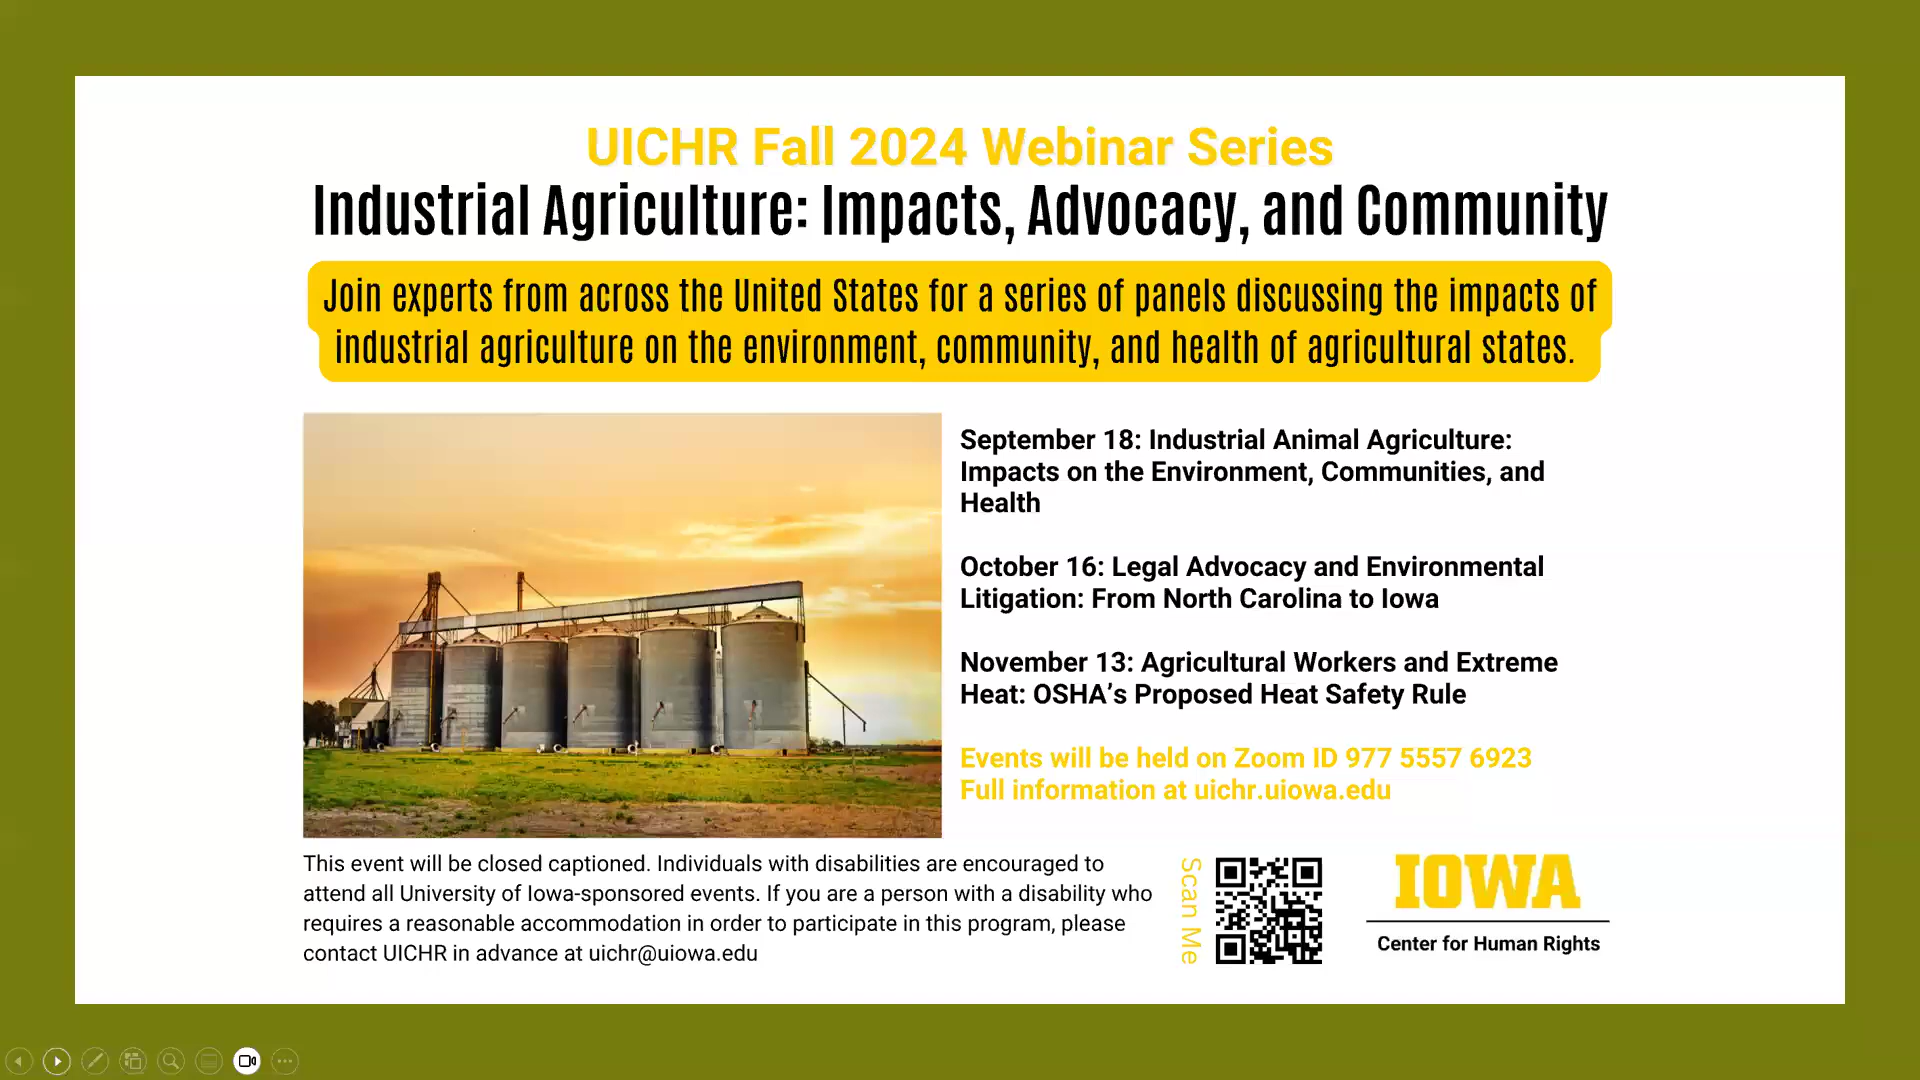 UICHR Fall 2024 Webinar Series
Industrial Agriculture: Impacts, Advocacy, and Community
Join experts from across the United States for a series of panels discussing the impacts of
industrial agriculture on the environment, community, and health of agricultural states.
September 18: Industrial Animal Agriculture:
Impacts on the Environment, Communities, and
Health
October 16: Legal Advocacy and Environmental
Litigation: From North Carolina to Iowa
November 13: Agricultural Workers and Extreme
Heat: OSHA’s Proposed Heat Safety Rule
Events will be held on Zoom ID 977 5557 6923
Full information at uichr.uiowa.edu
This event will be closed captioned. Individuals with disabilities are encouraged to
attend all University of Iowa-sponsored events. If you are a person with a disability who
requires a reasonable accommodation in order to participate in this program, please
contact UICHR in advance at uichr@uiowa.edu
Scan Me
IOWA
Center for Human Rights